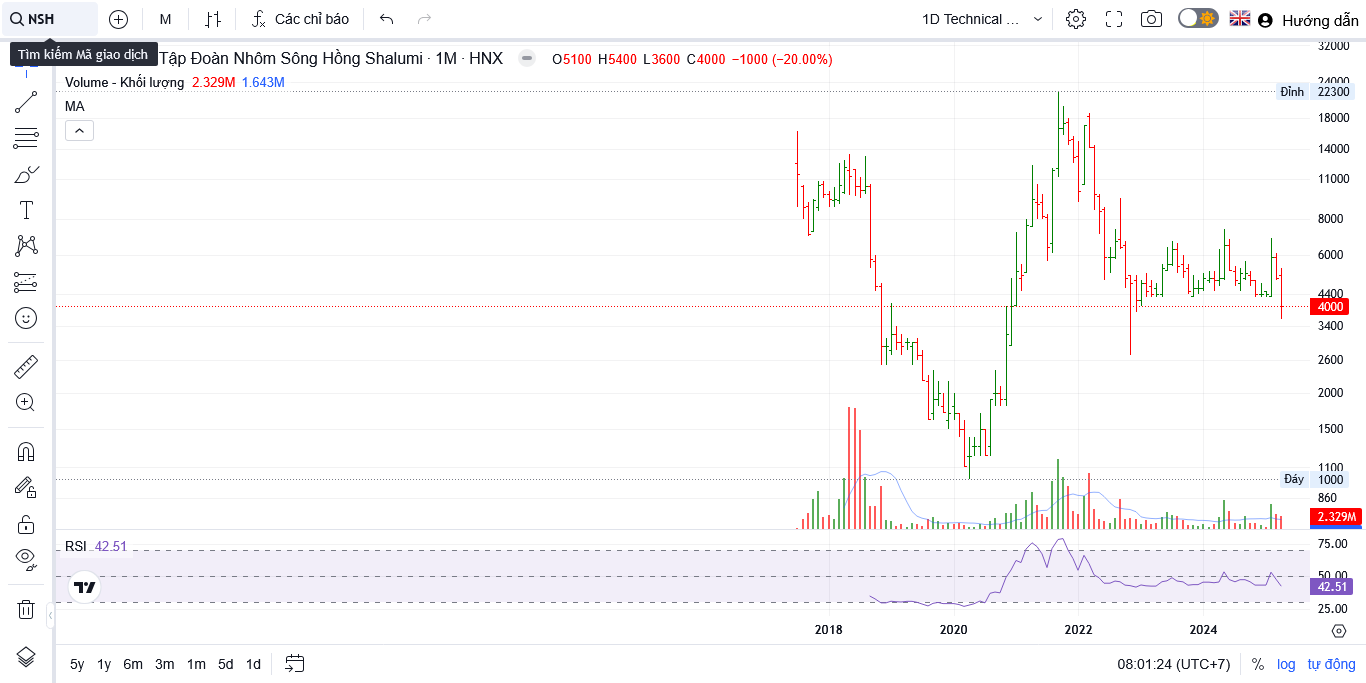 NSH
M
Các chỉ báo
1D Technical ...
Hướng dẫn
Tìm kiếm Mã giao dịch
Tập Đoàn Nhôm Sông Hồng Shalumi · 1M · HNX
O5100 H5400 L3600 C4000 −1000 (−20.00%)
Volume - Khối lượng 2.329M 1.643M
MA
32000
24000
Đỉnh 22300
18000
14000
11000
8000
6000
4400
4000
3400
2600
2000
1500
1100
Đáy 1000
860
2.329M
RSI 42.51
75.00
50.00
42.51
25.00
2018 2020 2022 2024
5y 1y 6m 3m 1m 5d 1d
08:01:24 (UTC+7) % log tự động